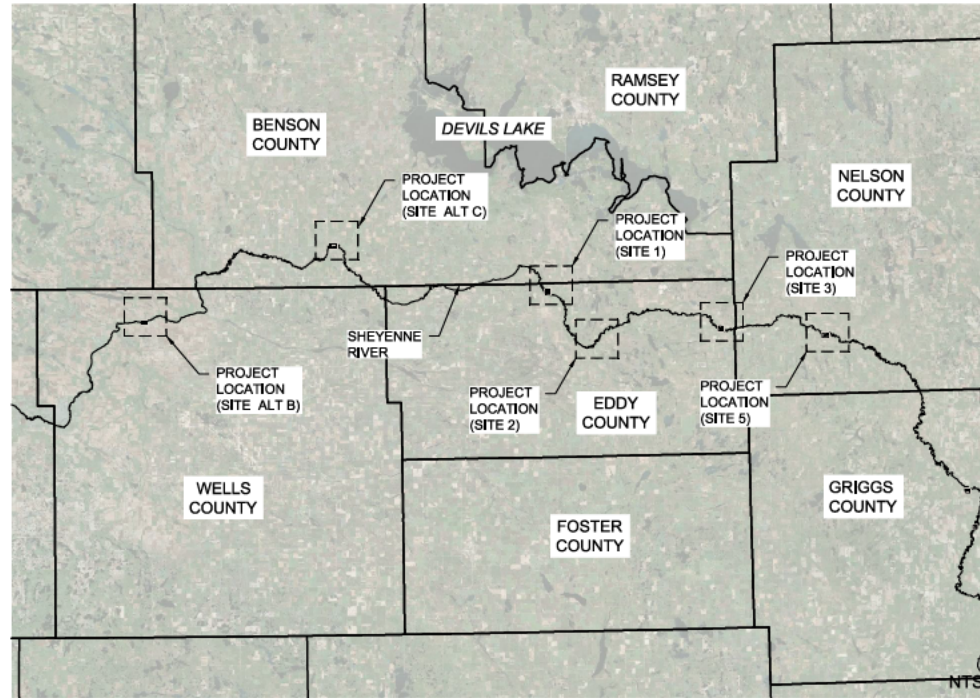 RAMSEY
COUNTY
BENSON
COUNTY
DEVILS LAKE
NELSON
COUNTY
PROJECT
LOCATION
(SITE ALT C)
PROJECT
LOCATION
(SITE 1)
PROJECT
LOCATION
(SITE 3)
SHEYENNE
RIVER
PROJECT
LOCATION
(SITE ALT B)
PROJECT
LOCATION
(SITE 2)
EDDY
COUNTY
PROJECT
LOCATION
(SITE 5)
WELLS
COUNTY
FOSTER
COUNTY
GRIGGS
COUNTY
NTS